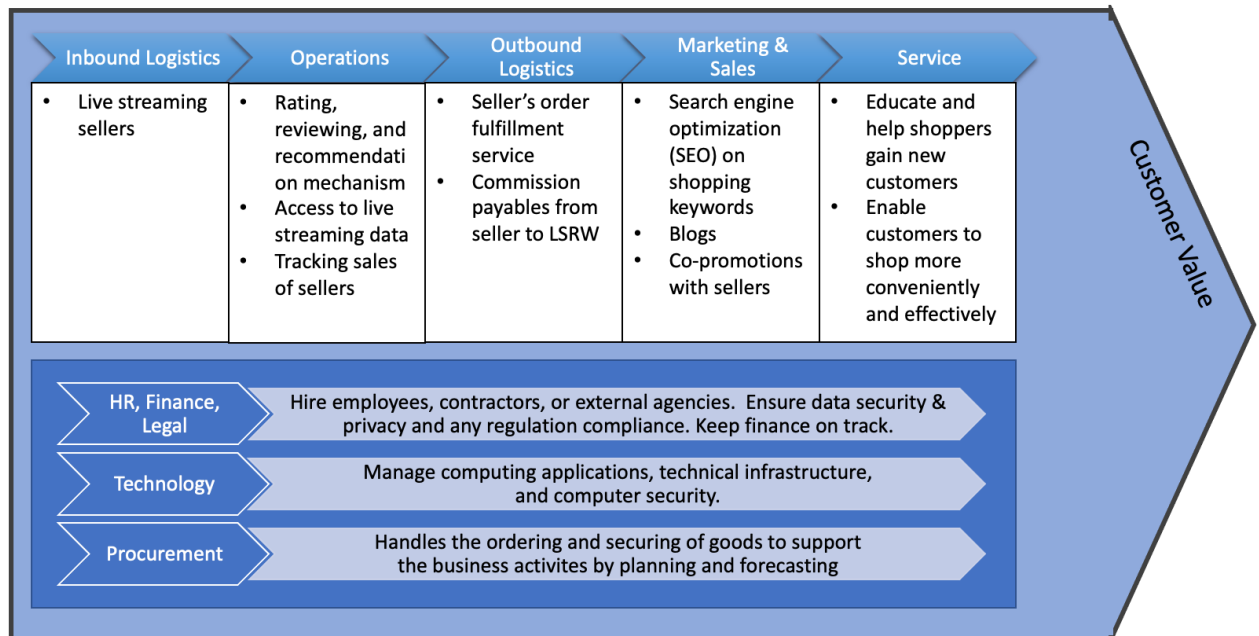 Inbound Logistics
Operations
Outbound
Logistics
Marketing &
Sales
Service
• Live streaming
sellers
• Rating,
reviewing, and
recommendati
on mechanism
• Access to live
streaming data
• Tracking sales
of sellers
• Seller’s order
fulfillment
service
• Commission
payables from
seller to LSRW
• Search engine
optimization
(SEO) on
shopping
keywords
• Blogs
• Co-promotions
with sellers
• Educate and
help shoppers
gain new
customers
• Enable
customers to
shop more
conveniently
and effectively
Customer Value
HR, Finance,
Legal
Hire employees, contractors, or external agencies.  Ensure data security &
privacy and any regulation compliance. Keep finance on track.
Technology
Manage computing applications, technical infrastructure,
and computer security.
Procurement
Handles the ordering and securing of goods to support
the business activites by planning and forecasting